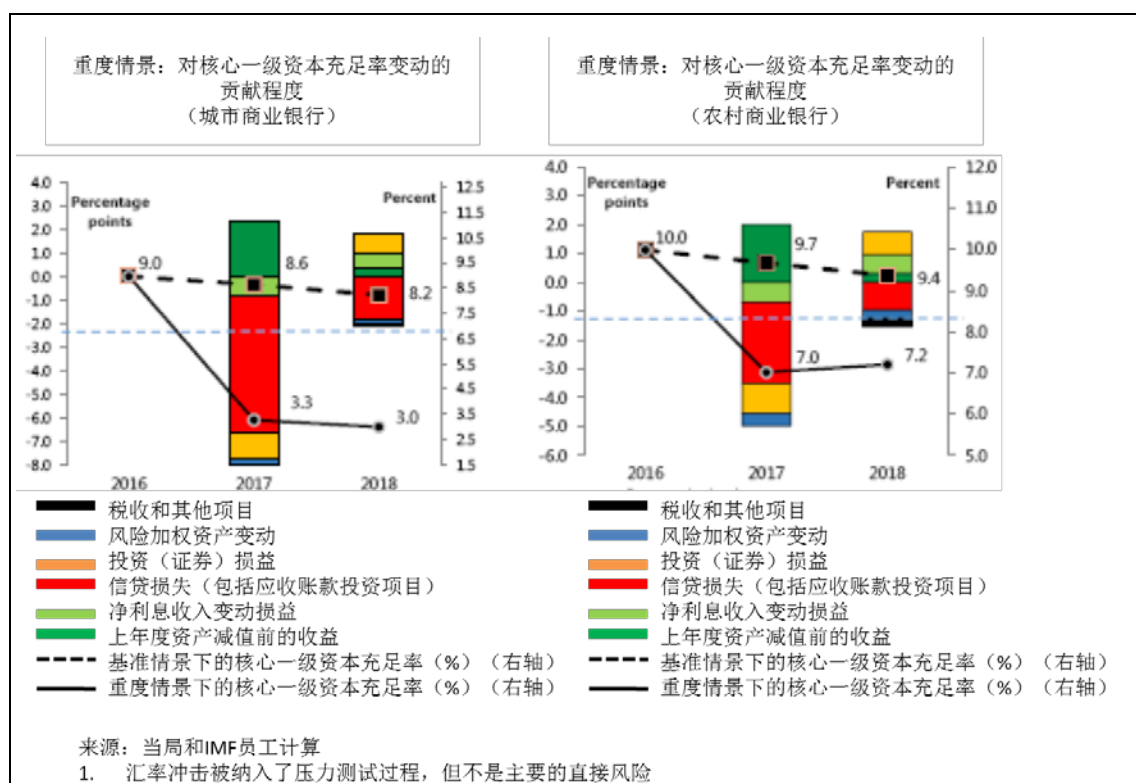 重度情景：对核心一级资本充足率变动的
贡献程度
（城市商业银行）
重度情景：对核心一级资本充足率变动的
贡献程度
（农村商业银行）
4.0
3.0
2.0
1.0
0.0
-1.0
-2.0
-3.0
-4.0
-5.0
-6.0
-7.0
-8.0
Percentage
points
Percent
12.5
11.5
10.5
9.5
8.5
7.5
6.5
5.5
4.5
3.5
2.5
1.5
9.0
8.6
8.2
3.3
3.0
2016
2017
2018
4.0
3.0
2.0
1.0
0.0
-1.0
-2.0
-3.0
-4.0
-5.0
-6.0
Percentage
points
Percent
12.0
11.0
10.0
9.0
8.0
7.0
6.0
5.0
10.0
9.7
9.4
7.0
7.2
2016
2017
2018
税收和其他项目
风险加权资产变动
投资（证券）损益
信贷损失（包括应收账款投资项目）
净利息收入变动损益
上年度资产减值前的收益
基准情景下的核心一级资本充足率（%）（右轴）
重度情景下的核心一级资本充足率（%）（右轴）
税收和其他项目
风险加权资产变动
投资（证券）损益
信贷损失（包括应收账款投资项目）
净利息收入变动损益
上年度资产减值前的收益
基准情景下的核心一级资本充足率（%）（右轴）
重度情景下的核心一级资本充足率（%）（右轴）
来源：当局和IMF员工计算
1. 汇率冲击被纳入了压力测试过程，但不是主要的直接风险